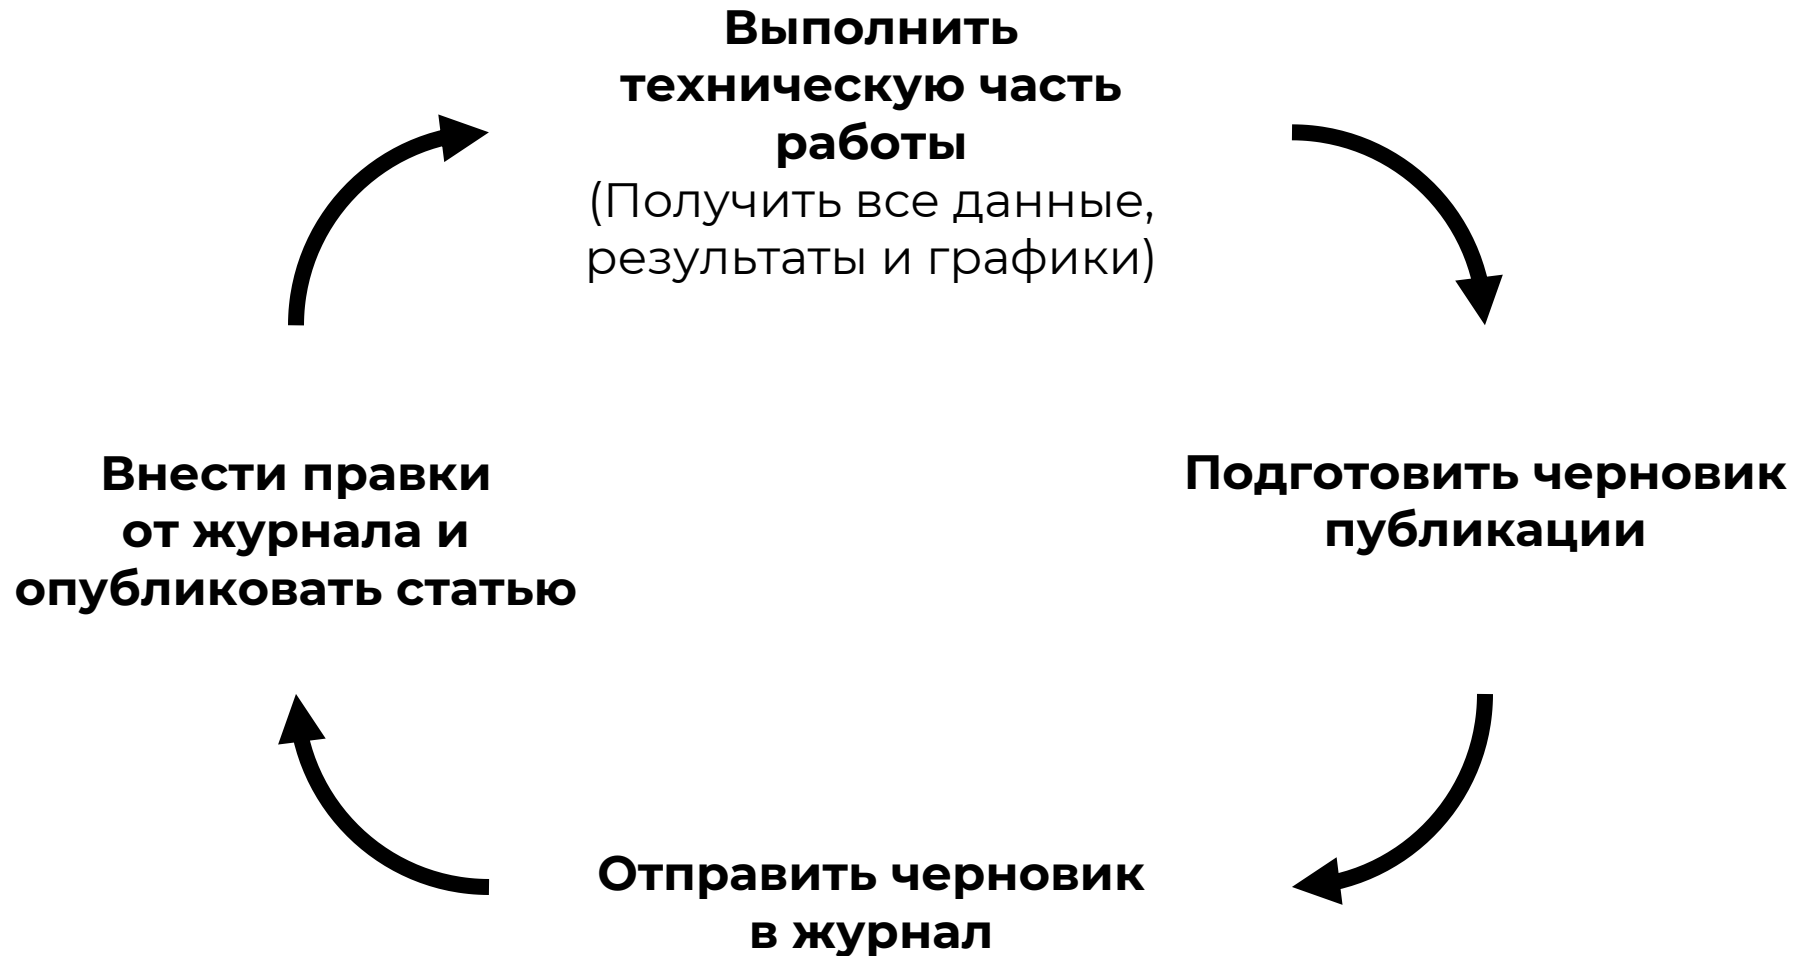 Выполнить
техническую часть
работы
(Получить все данные,
результаты и графики)
Подготовить черновик
публикации
Отправить черновик
в журнал
Внести правки
от журнала и
опубликовать статью